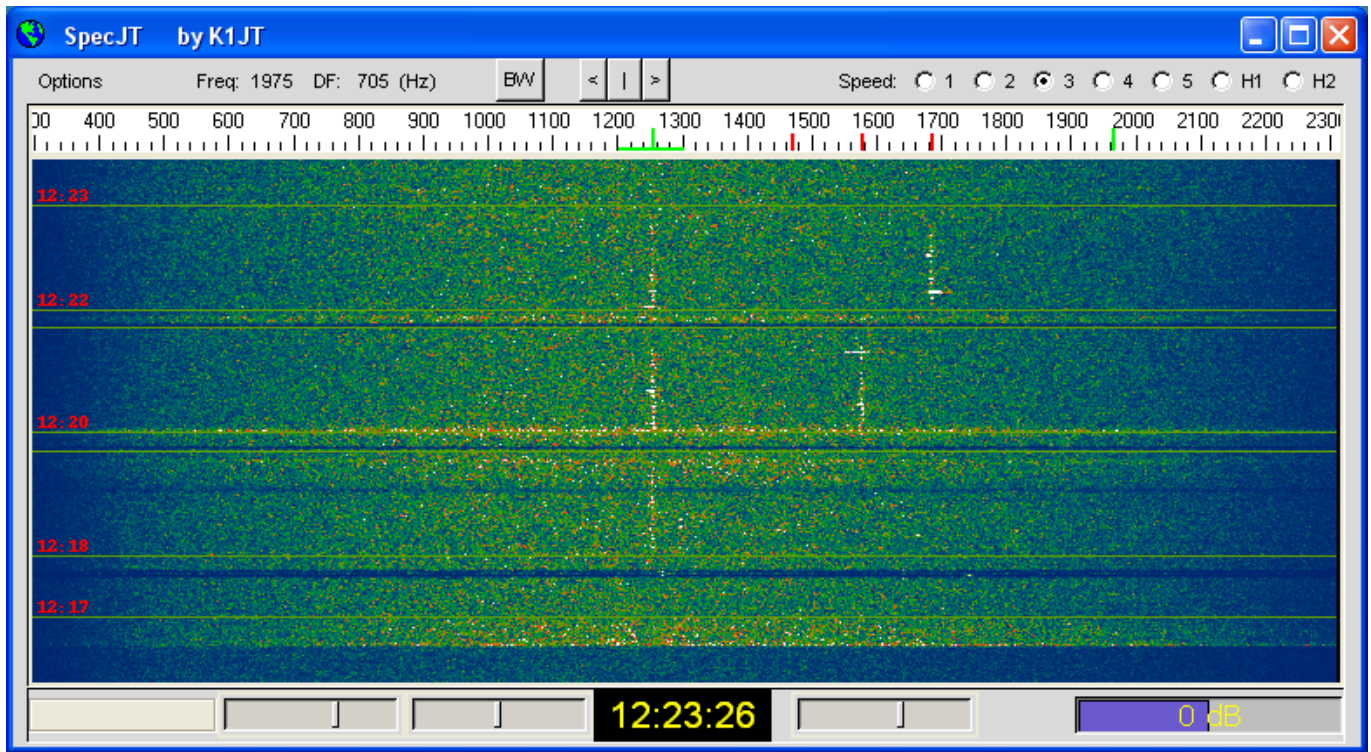 SpecJT by K1JT
Options Freq: 1975 DF: 705 (Hz) BW < | > Speed: 1 2 3 4 5 H1 H2
00 400 500 600 700 800 900 1000 1100 1200 1300 1400 1500 1600 1700 1800 1900 2000 2100 2200 230
12:23
12:22
12:20
12:18
12:17
12:23:26 0 dB